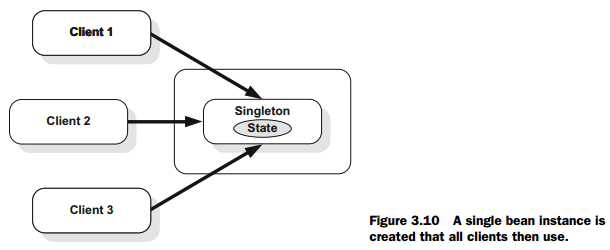 Client 1
Client 2
Singleton
State
Client 3
Figure 3.10 A single bean instance is
created that all clients then use.